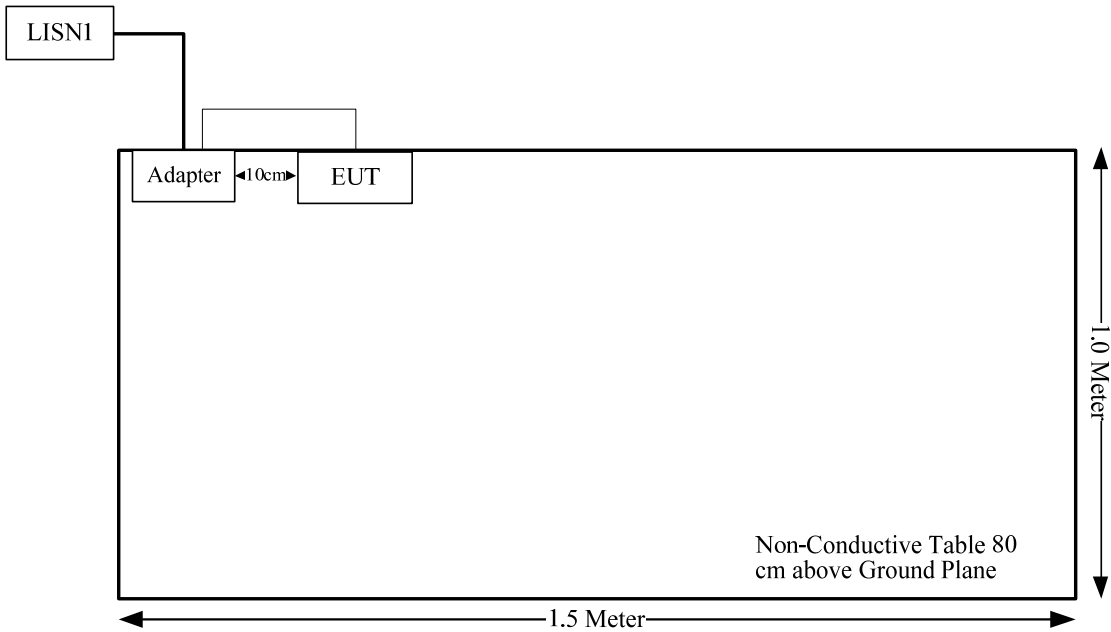 LISN1
Adapter
10cm
EUT
1.0 Meter
Non-Conductive Table 80
cm above Ground Plane
1.5 Meter